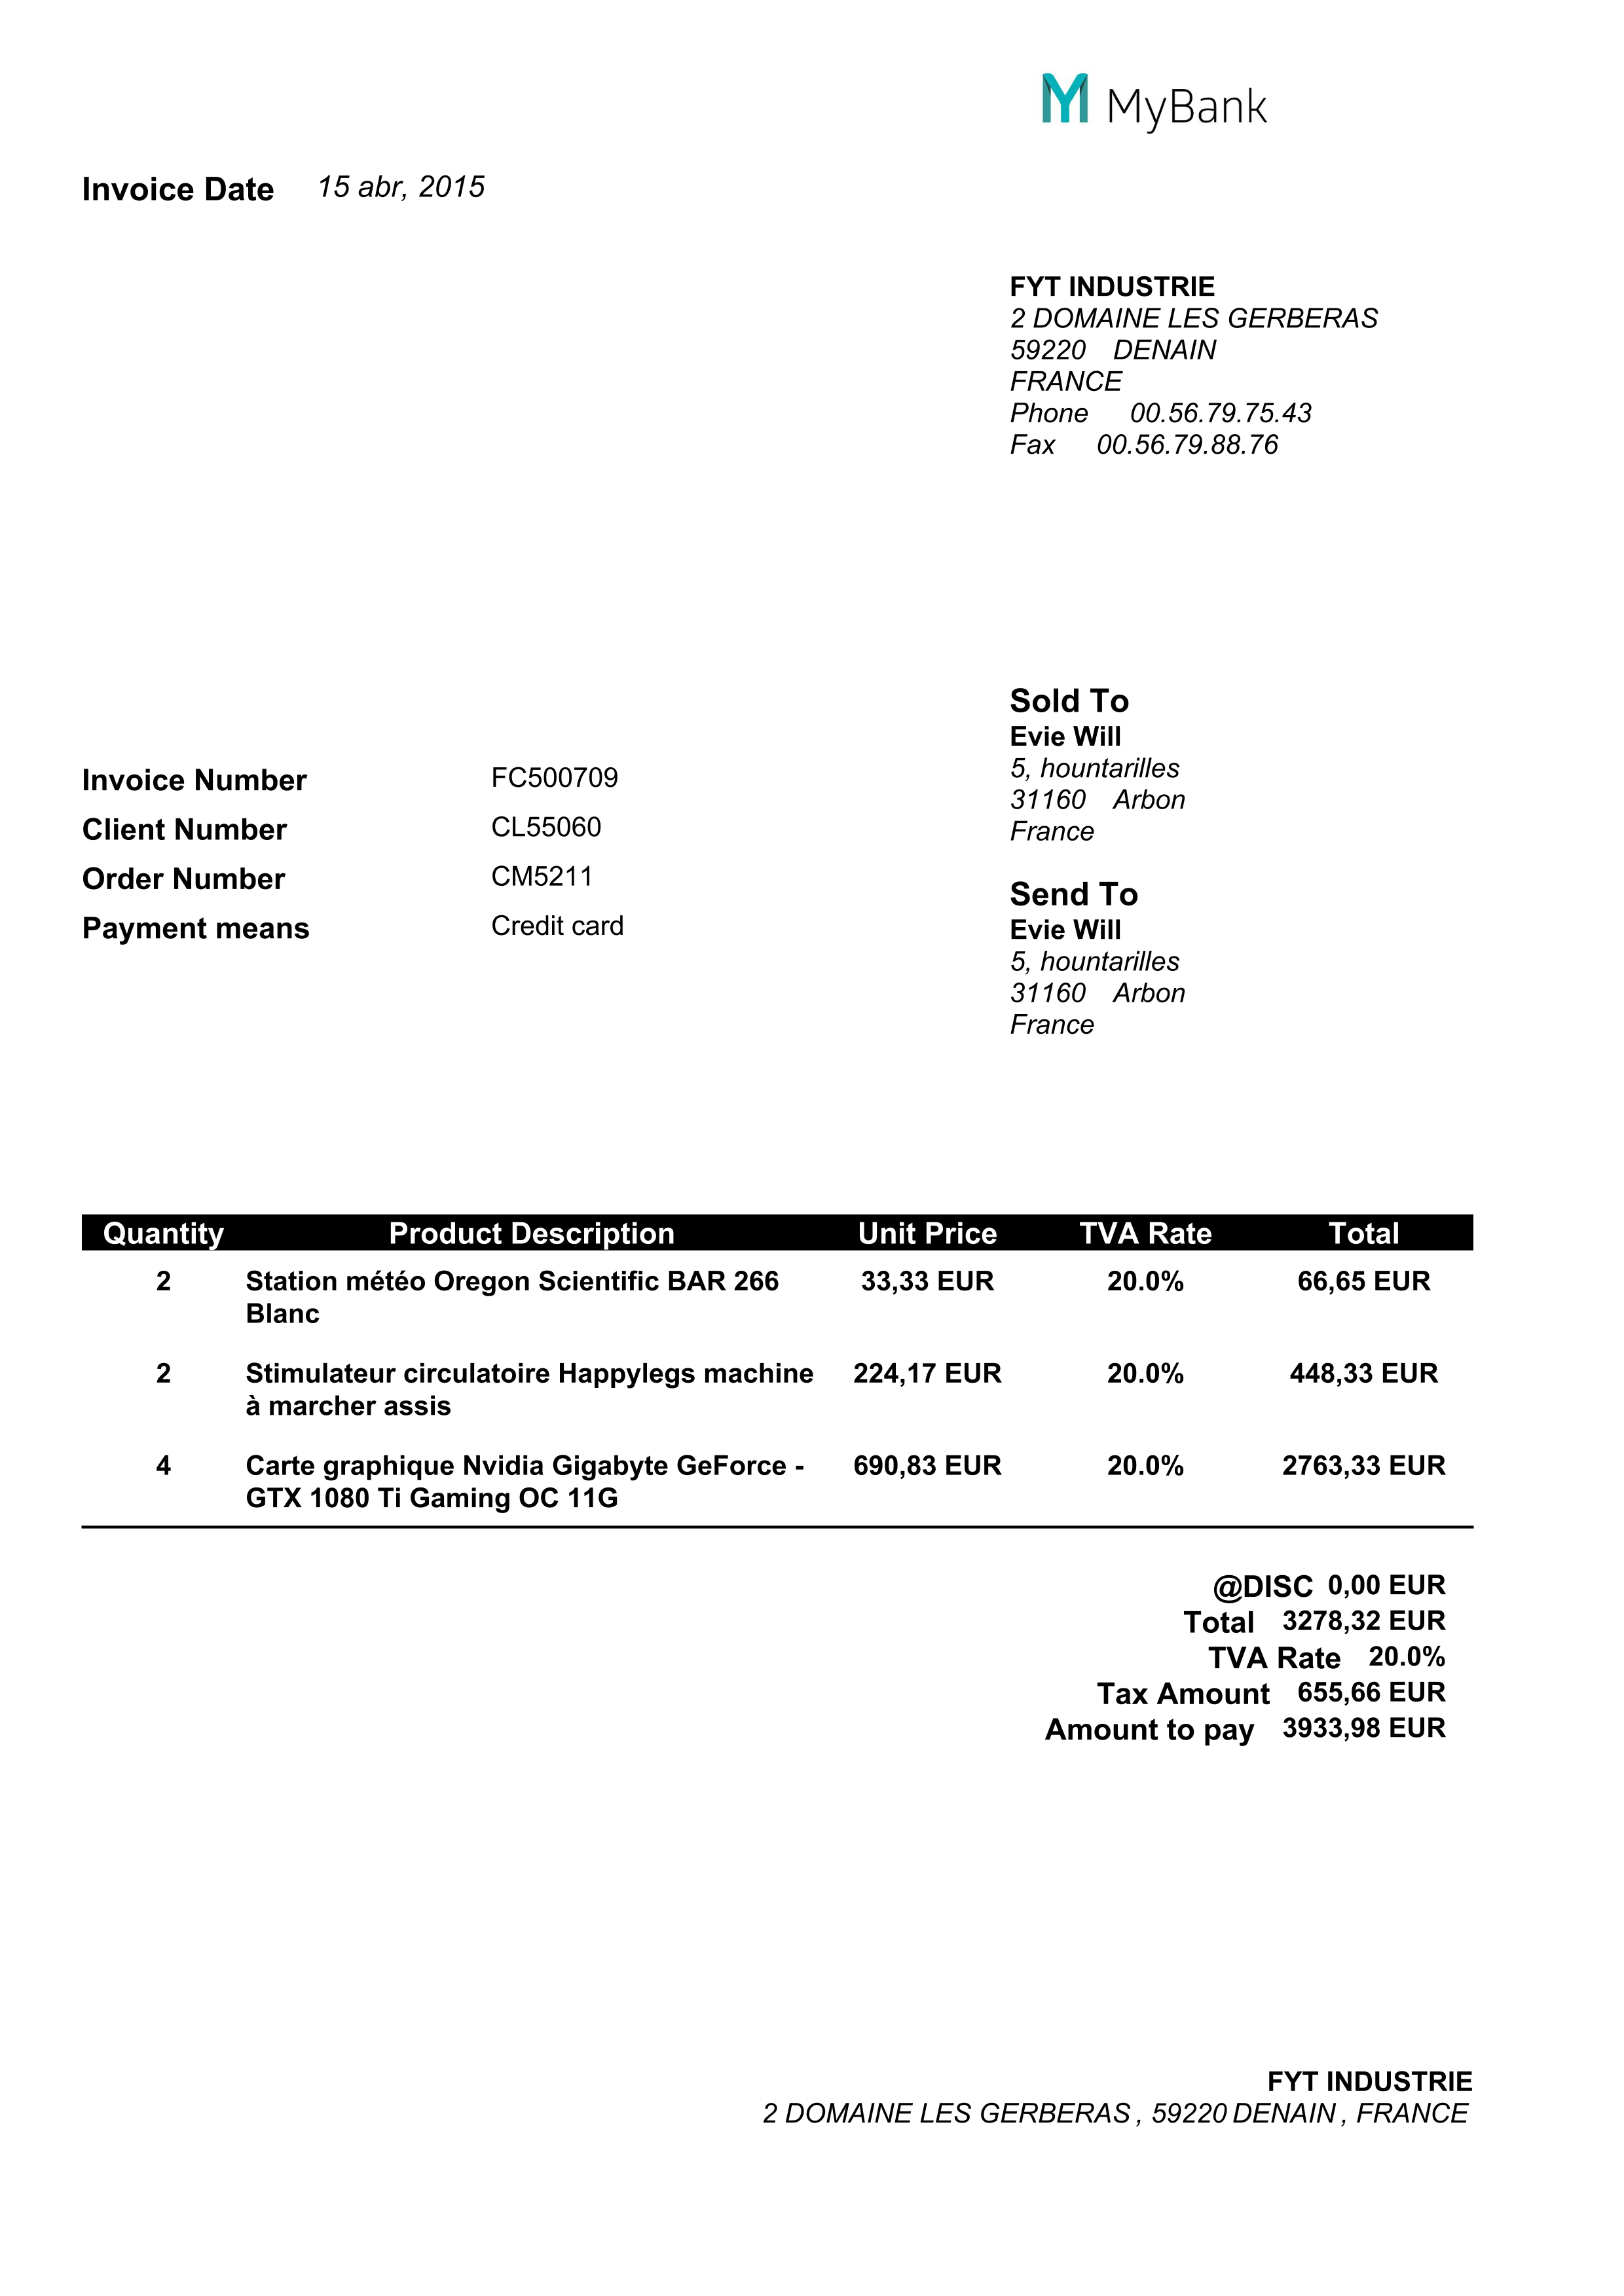 MyBank
Invoice Date 15 abr, 2015
FYT INDUSTRIE
2 DOMAINE LES GERBERAS
59220 DENAIN
FRANCE
Phone 00.56.79.75.43
Fax 00.56.79.88.76
Invoice Number FC500709
Client Number CL55060
Order Number CM5211
Payment means Credit card
Sold To
Evie Will
5, hountarilles
31160 Arbon
France
Send To
Evie Will
5, hountarilles
31160 Arbon
France
Quantity Product Description Unit Price TVA Rate Total
2 Station météo Oregon Scientific BAR 266 33,33 EUR 20.0% 66,65 EUR
Blanc
2 Stimulateur circulatoire Happylegs machine 224,17 EUR 20.0% 448,33 EUR
à marcher assis
4 Carte graphique Nvidia Gigabyte GeForce - 690,83 EUR 20.0% 2763,33 EUR
GTX 1080 Ti Gaming OC 11G
@DISC 0,00 EUR
Total 3278,32 EUR
TVA Rate 20.0%
Tax Amount 655,66 EUR
Amount to pay 3933,98 EUR
FYT INDUSTRIE
2 DOMAINE LES GERBERAS , 59220 DENAIN , FRANCE